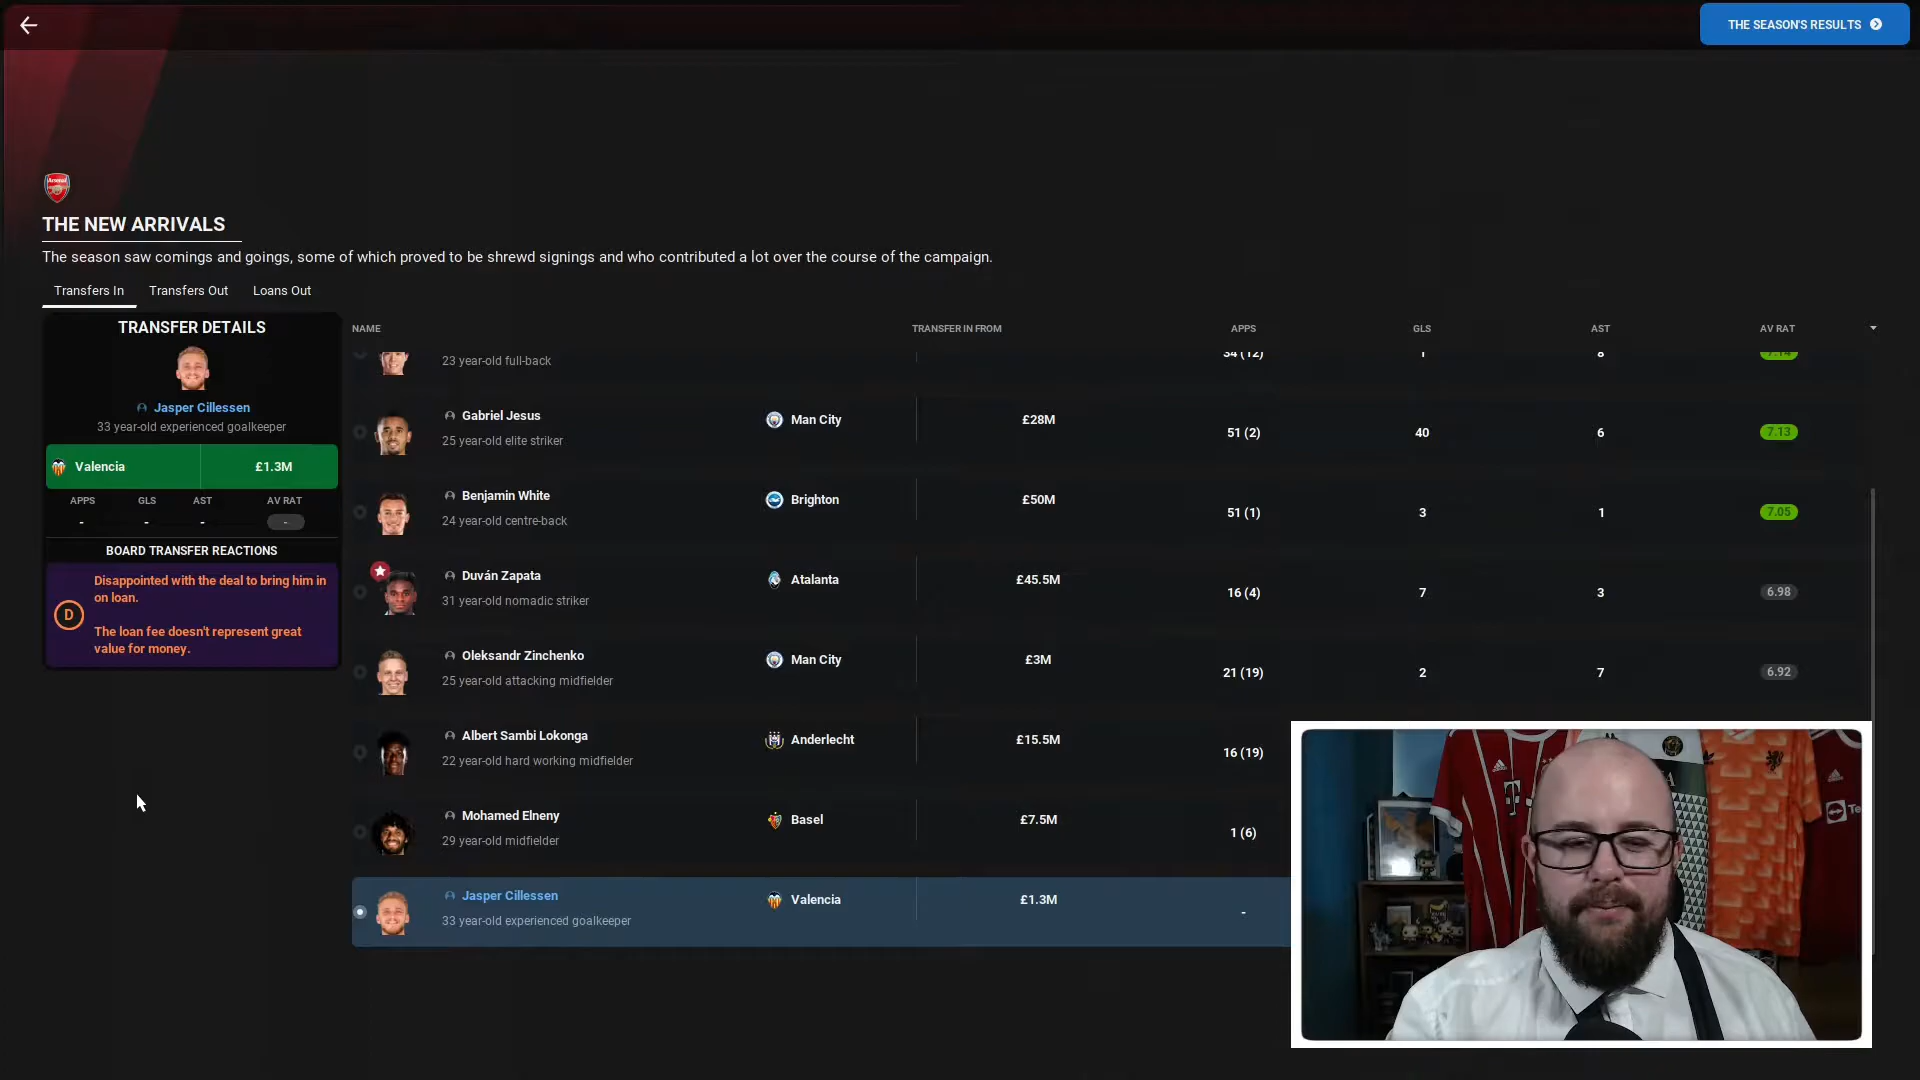 THE SEASON'S RESULTS
THE NEW ARRIVALS
The season saw comings and goings, some of which proved to be shrewd signings and who contributed a lot over the course of the campaign.
Transfers In Transfers Out Loans Out
TRANSFER DETAILS
Jasper Cillessen
33 year-old experienced goalkeeper
Valencia £1.3M
APPS GLS AST AV RAT
- - - -
BOARD TRANSFER REACTIONS
D
Disappointed with the deal to bring him in
on loan.
The loan fee doesn't represent great
value for money.
NAME TRANSFER IN FROM APPS GLS AST AV RAT
23 year-old full-back 34 (12) 1 8 7.14
Gabriel Jesus Man City £28M
25 year-old elite striker 51 (2) 40 6 7.13
Benjamin White Brighton £50M
24 year-old centre-back 51 (1) 3 1 7.05
Duván Zapata Atalanta £45.5M
31 year-old nomadic striker 16 (4) 7 3 6.98
Oleksandr Zinchenko Man City £3M
25 year-old attacking midfielder 21 (19) 2 7 6.92
Albert Sambi Lokonga Anderlecht £15.5M
22 year-old hard working midfielder 16 (19)
Mohamed Elneny Basel £7.5M
29 year-old midfielder 1 (6)
Jasper Cillessen Valencia £1.3M
33 year-old experienced goalkeeper -